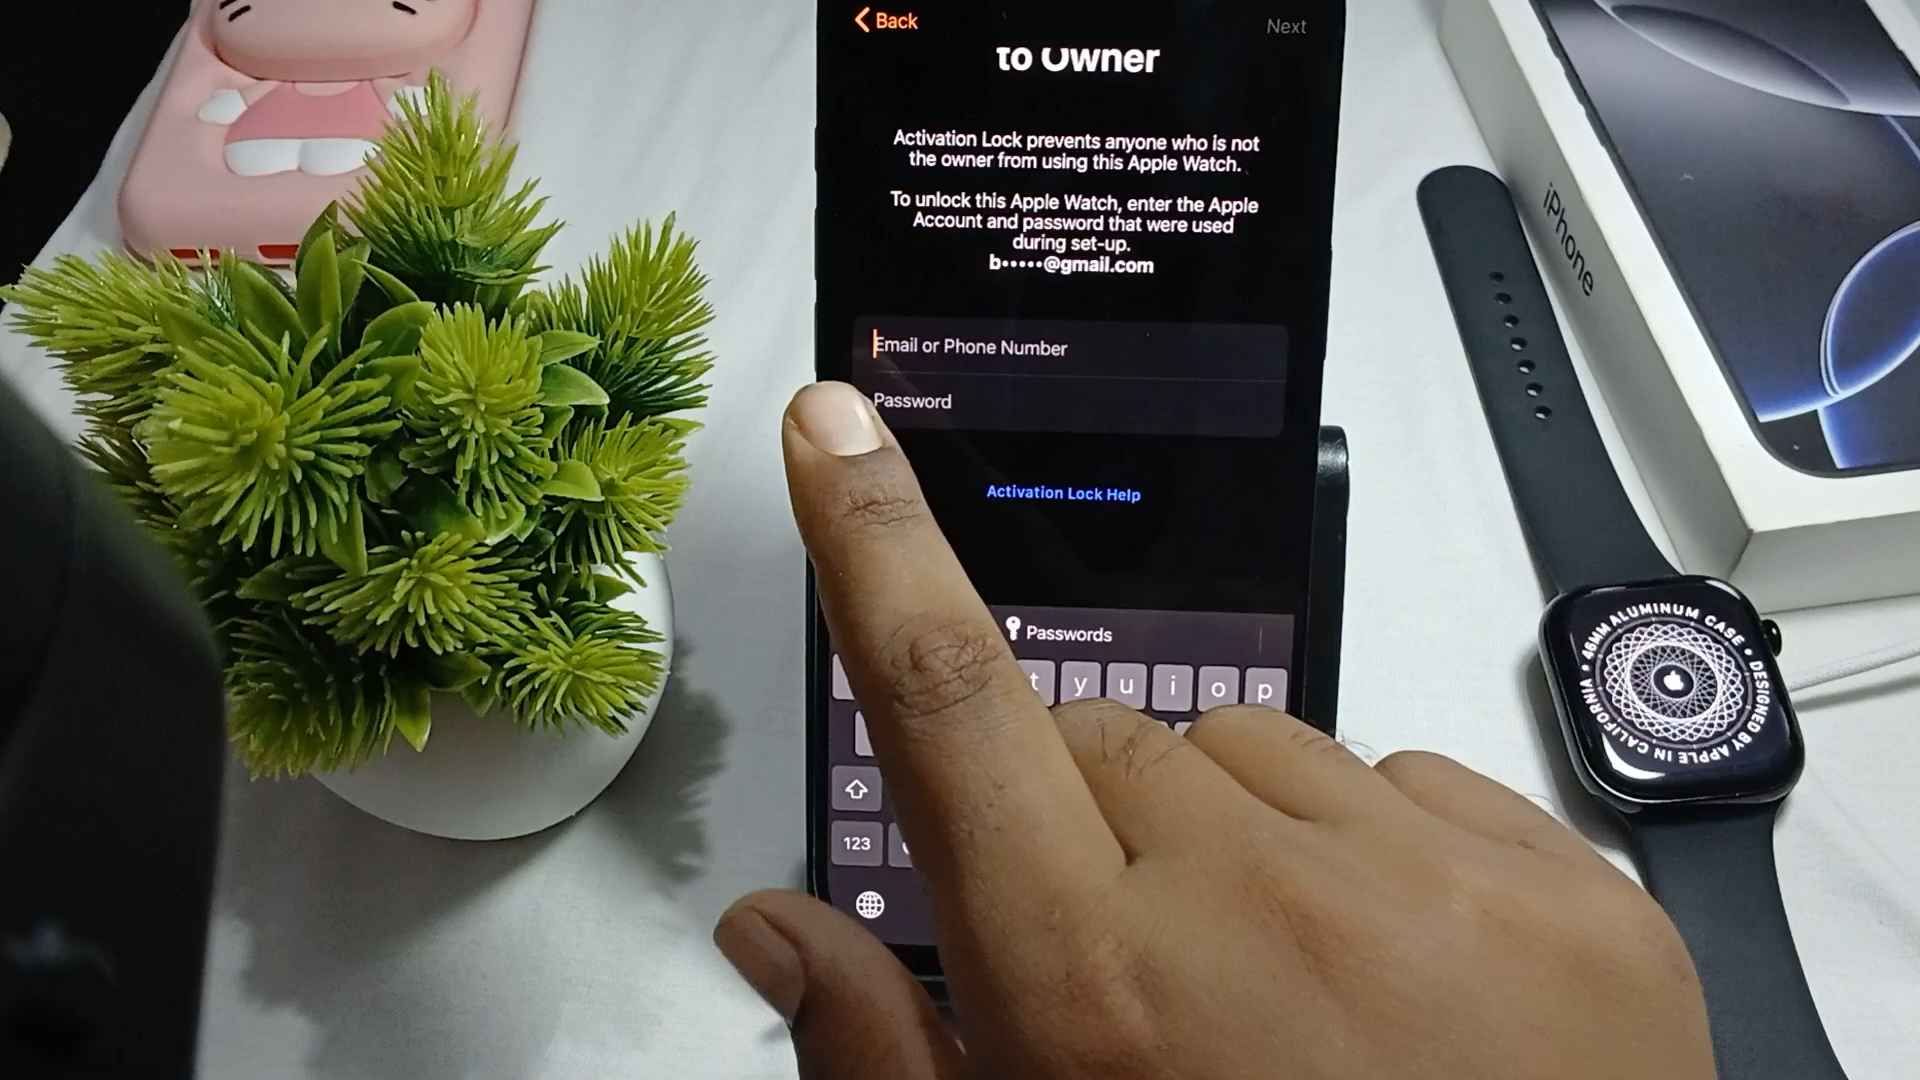 Back
Next
to Owner
Activation Lock prevents anyone who is not
the owner from using this Apple Watch.
To unlock this Apple Watch, enter the Apple
Account and password that were used
during set-up.
b•••••@gmail.com
Email or Phone Number
Password
Activation Lock Help
Passwords
t y u i o p
123
iPhone
46MM ALUMINUM CASE • DESIGNED BY APPLE IN CALIFORNIA •